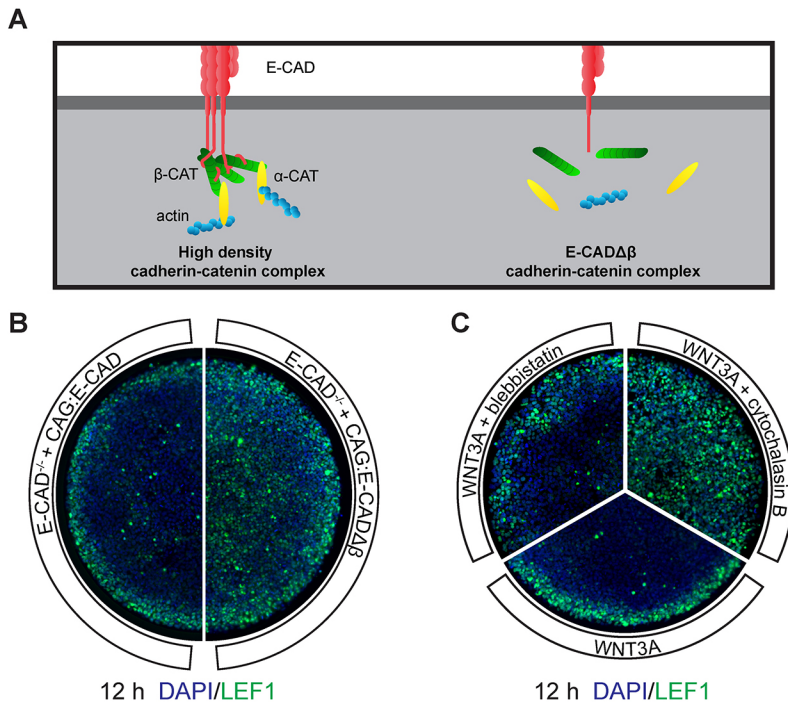 A
E-CAD
β-CAT
α-CAT
actin
High density
cadherin-catenin complex
E-CADΔβ
cadherin-catenin complex
B
E-CAD-/- + CAG:E-CAD
E-CAD-/- + CAG:E-CADΔβ
12 h DAPI/LEF1
C
WNT3A + blebbistatin
WNT3A + cytochalasin B
WNT3A
12 h DAPI/LEF1